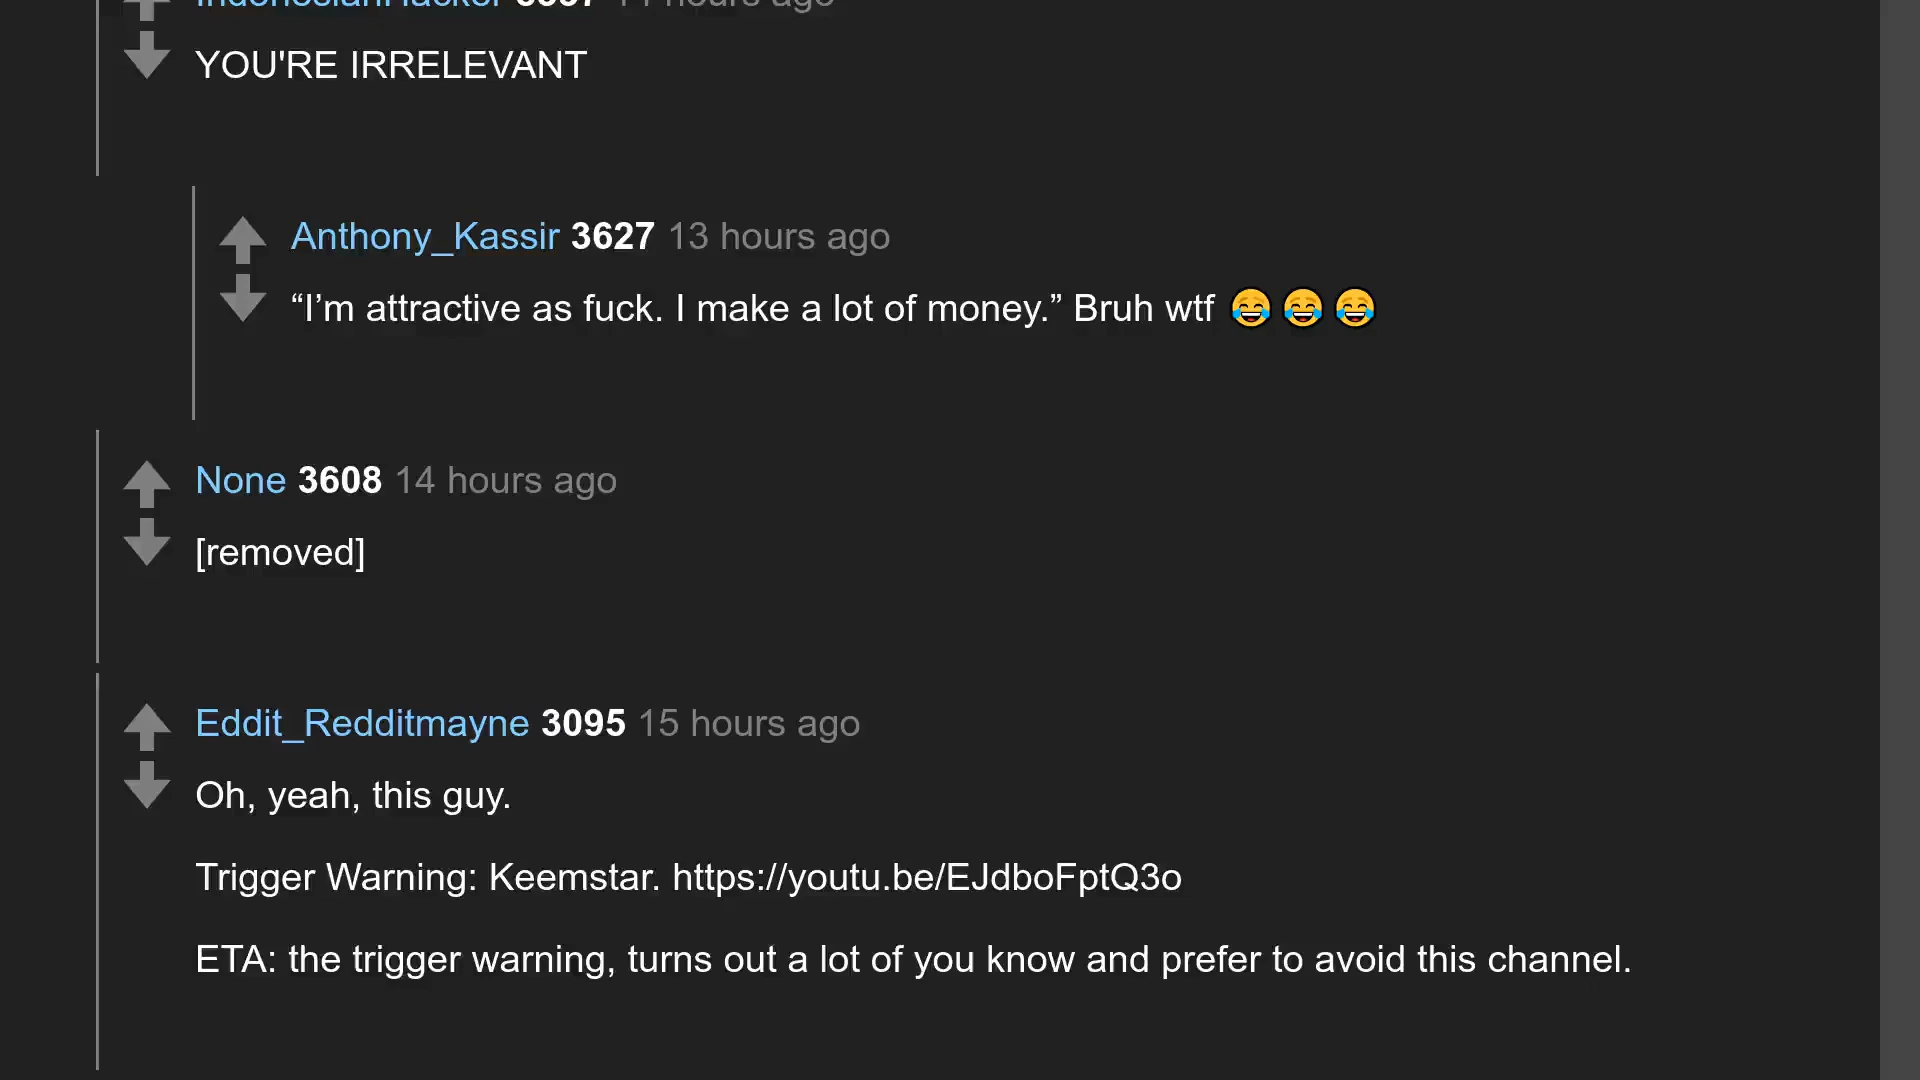 YOU'RE IRRELEVANT
Anthony_Kassir 3627 13 hours ago
“I’m attractive as fuck. I make a lot of money.” Bruh wtf 😂😂😂
None 3608 14 hours ago
[removed]
Eddit_Redditmayne 3095 15 hours ago
Oh, yeah, this guy.
Trigger Warning: Keemstar. https://youtu.be/EJdboFptQ3o
ETA: the trigger warning, turns out a lot of you know and prefer to avoid this channel.